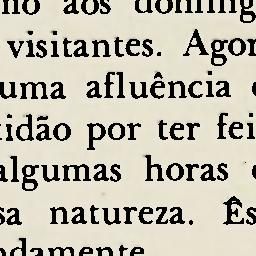 no aos doming
visitantes. Agor
uma afluência
tidão por ter fei
algumas horas
sa natureza. Ês
ndamente